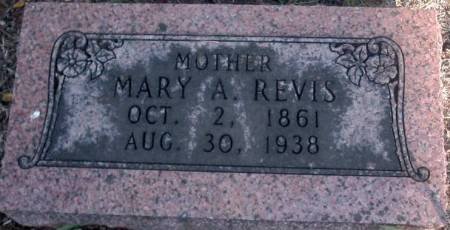 MOTHER
MARY A. REVIS
OCT. 2, 1861
AUG. 30, 1938